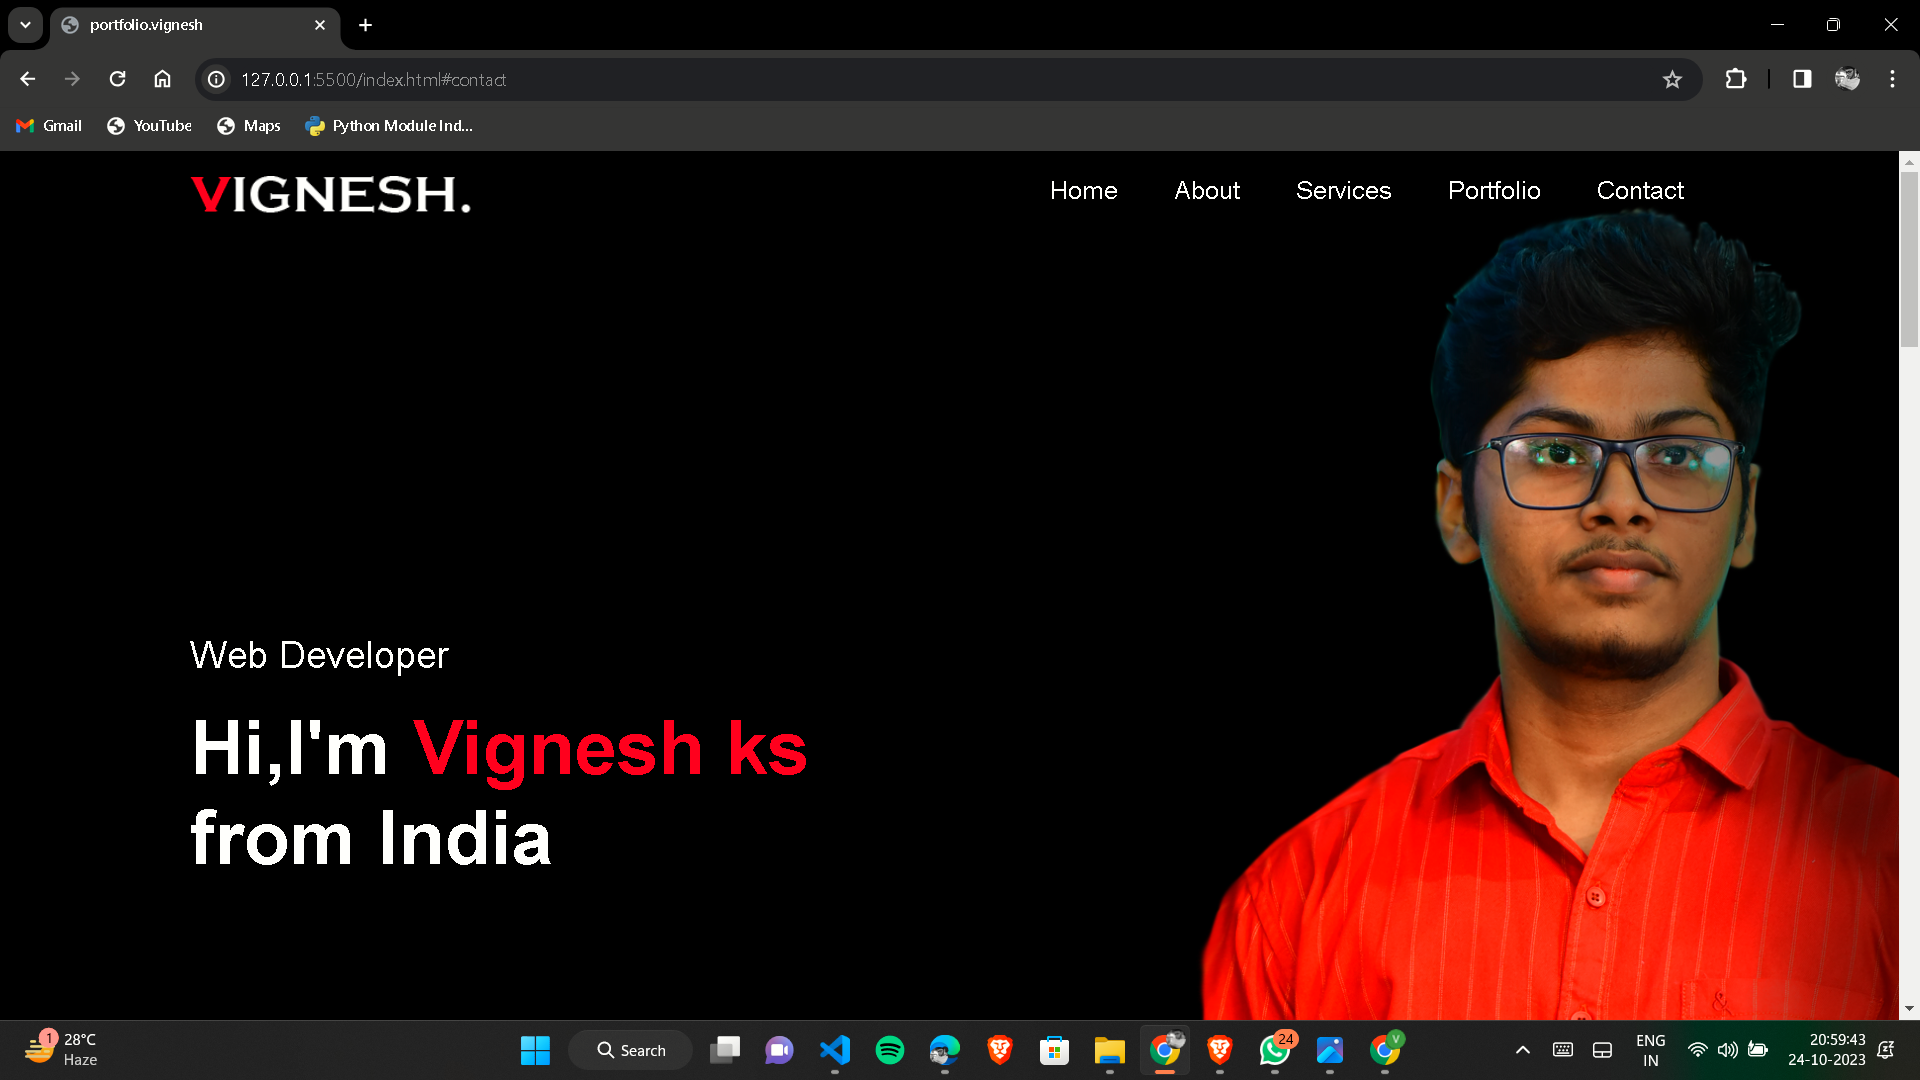 portfolio.vignesh
127.0.0.1:5500/index.html#contact
Gmail YouTube Maps Python Module Ind...
VIGNESH. Home About Services Portfolio Contact
Web Developer
Hi,I'm Vignesh ks
from India
&
1 28°C
Haze
Search
24
V
ENG
IN
20:59:43
24-10-2023